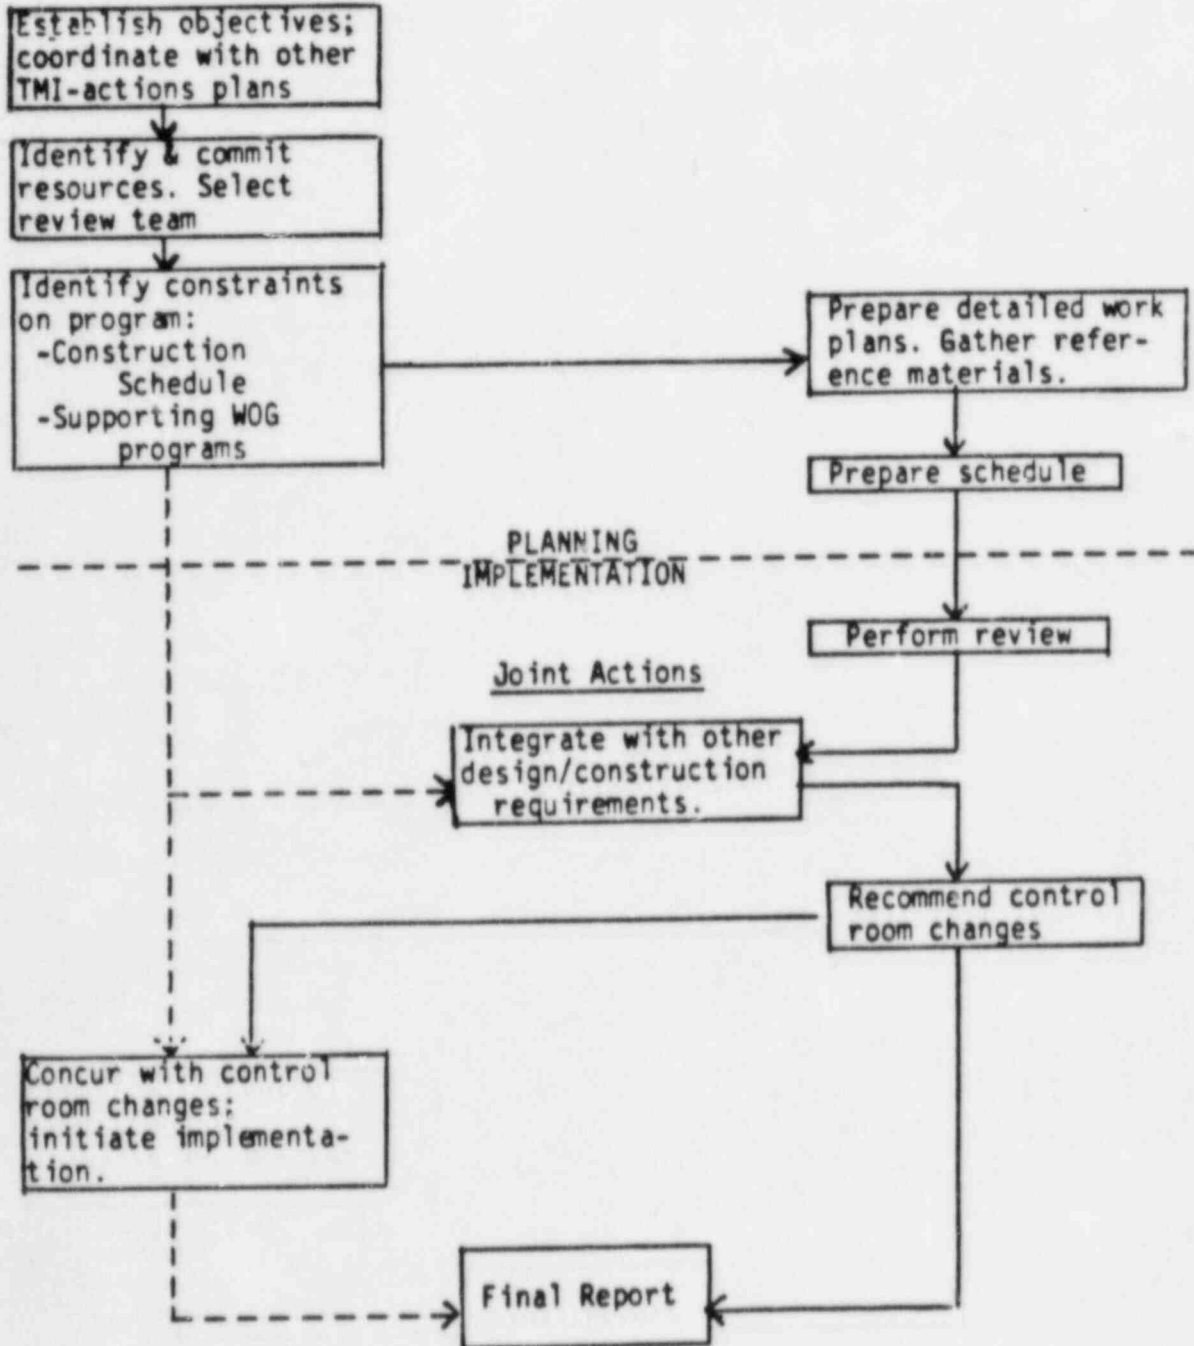 Establish objectives;
coordinate with other
TMI-actions plans
Identify & commit
resources. Select
review team
Identify constraints
on program:
-Construction
Schedule
-Supporting WOG
programs
Prepare detailed work
plans. Gather refer-
ence materials.
Prepare schedule
PLANNING
IMPLEMENTATION
Perform review
Joint Actions
Integrate with other
design/construction
requirements.
Recommend control
room changes
Concur with control
room changes;
initiate implementa-
tion.
Final Report